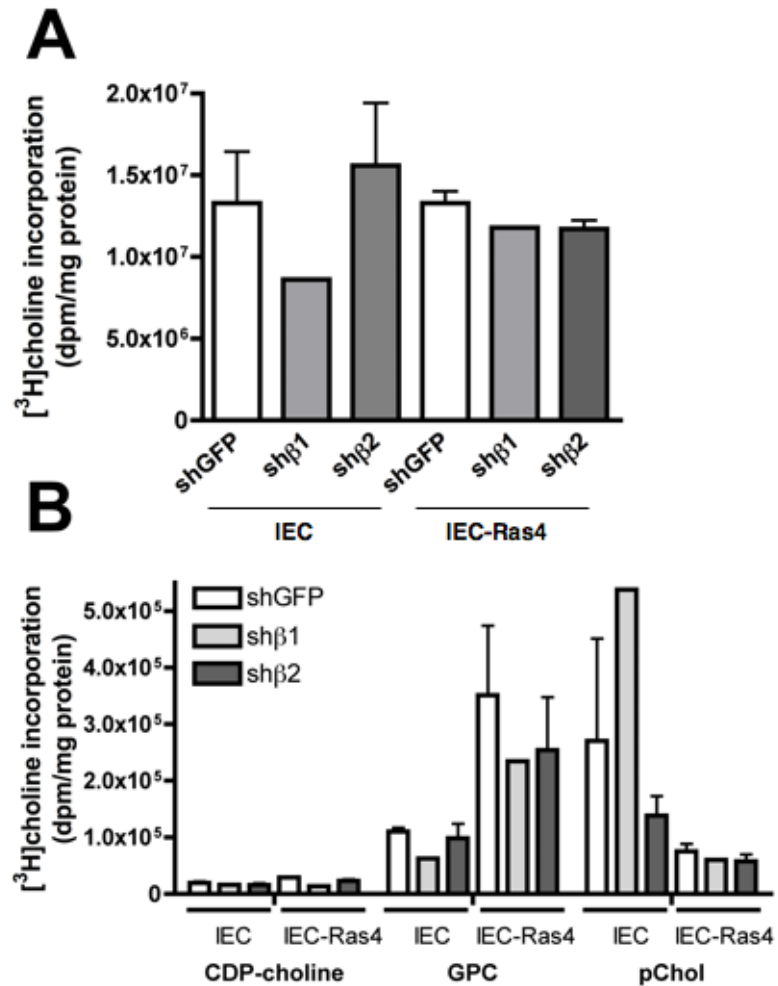 A
[³H]choline incorporation
(dpm/mg protein)
2.0x10⁷
1.5x10⁷
1.0x10⁷
5.0x10⁶
0
shGFP
shβ1
shβ2
shGFP
shβ1
shβ2
IEC
IEC-Ras4
B
[³H]choline incorporation
(dpm/mg protein)
5.0x10⁵
4.0x10⁵
3.0x10⁵
2.0x10⁵
1.0x10⁵
0
shGFP
shβ1
shβ2
IEC IEC-Ras4 IEC IEC-Ras4 IEC IEC-Ras4
CDP-choline GPC pChol